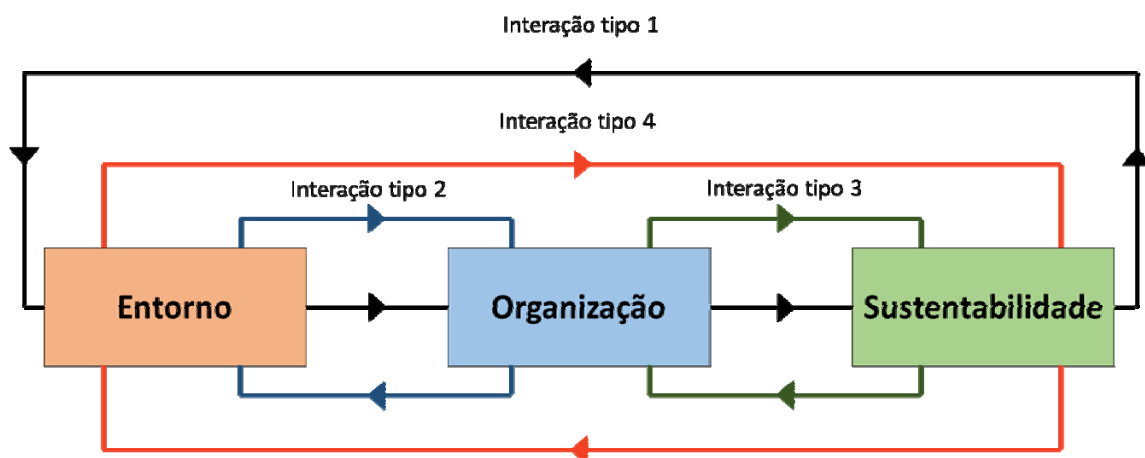 Interação tipo 1
Interação tipo 4
Interação tipo 2
Interação tipo 3
Entorno
Organização
Sustentabilidade